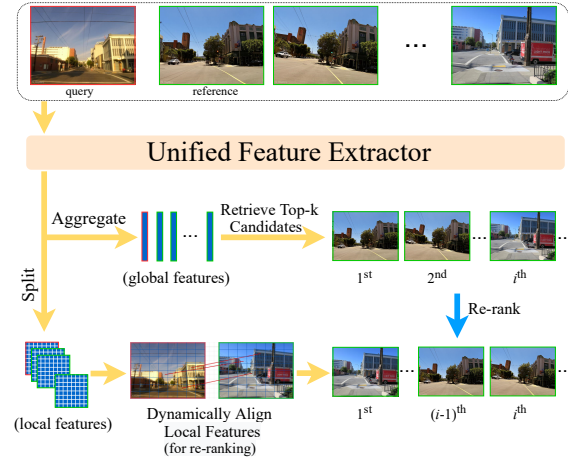 query
reference
...
Unified Feature Extractor
Aggregate
...
(global features)
Retrieve Top-k
Candidates
...
...
1st
2nd
ith
Split
Re-rank
(local features)
Dynamically Align
Local Features
(for re-ranking)
...
...
1st
(i-1)th
ith